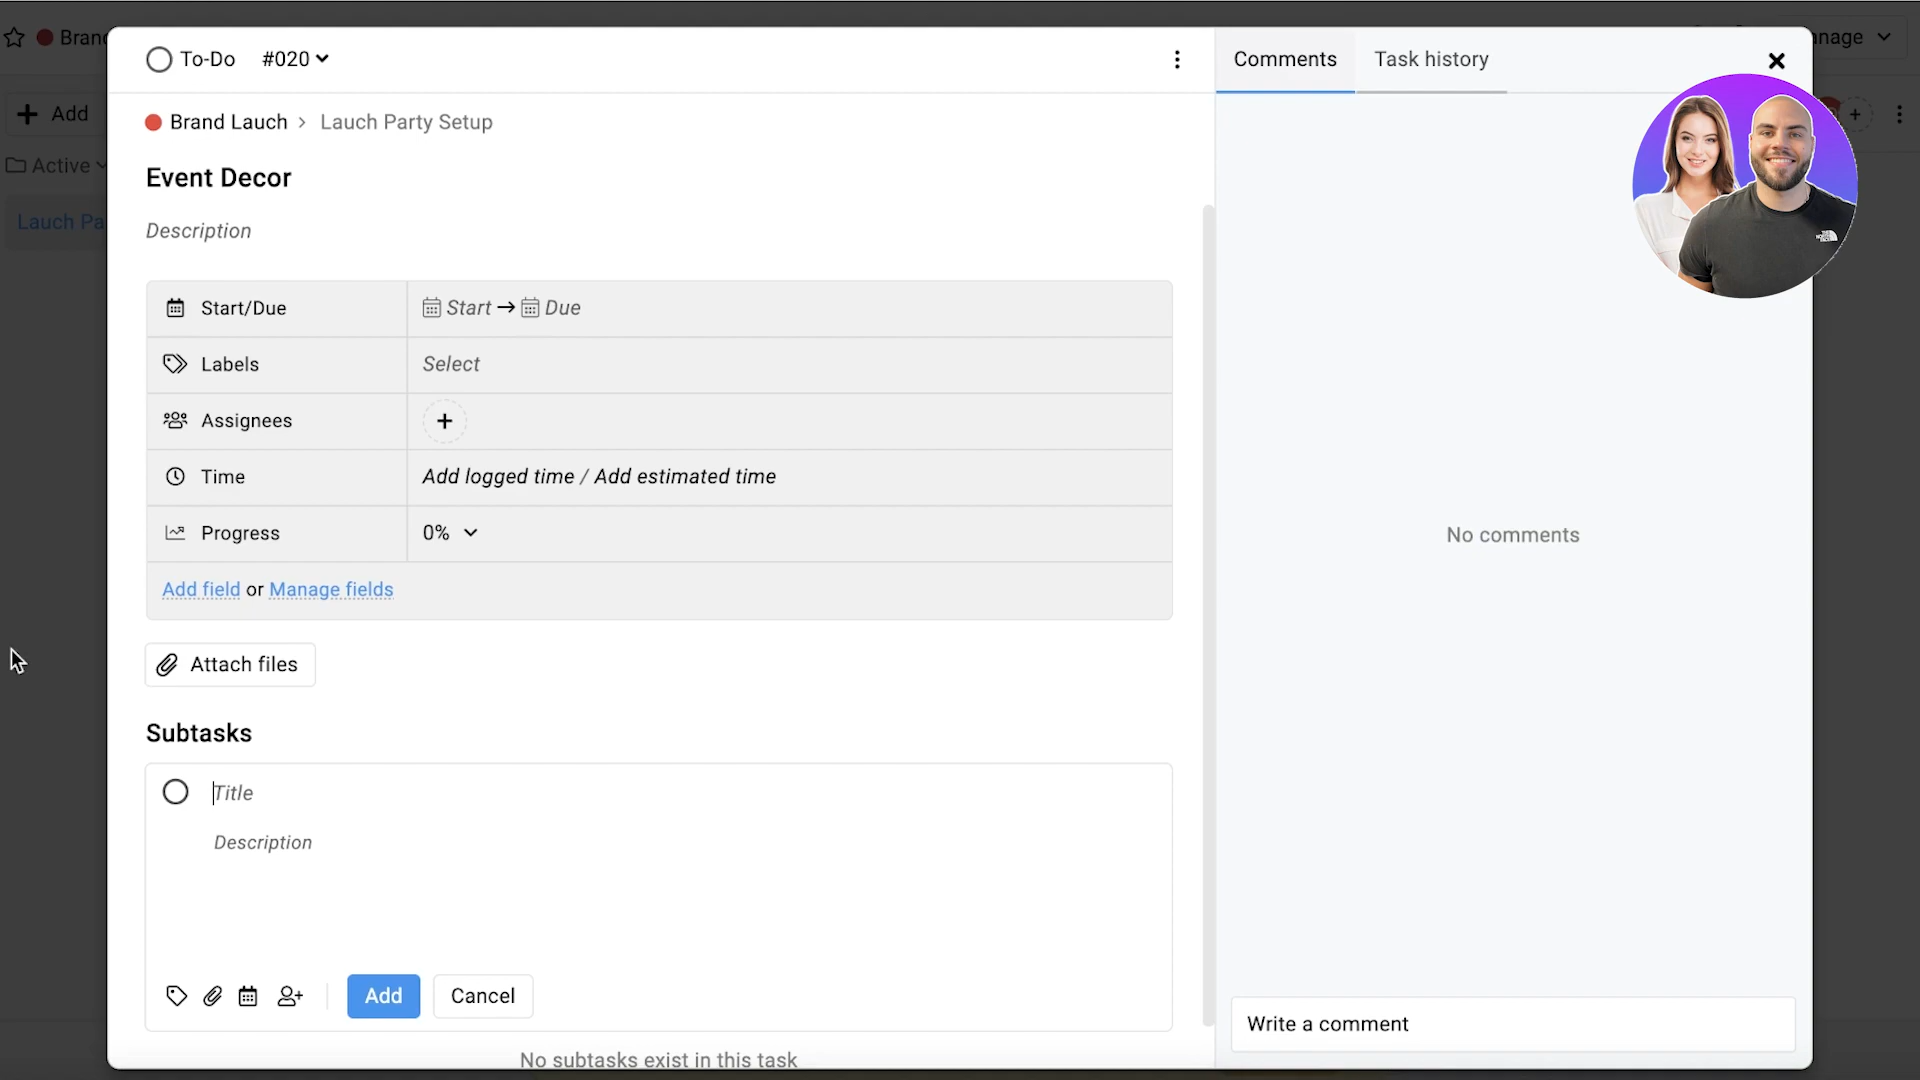 Bran
nage
To-Do #020
Comments
Task history
Add
Brand Lauch > Lauch Party Setup
Active
Event Decor
Lauch Pa
Description
Start/Due
Start → Due
Labels
Select
Assignees
Time
Add logged time / Add estimated time
Progress
0%
Add field or Manage fields
No comments
Attach files
Subtasks
Title
Description
Add
Cancel
Write a comment
No subtasks exist in this task